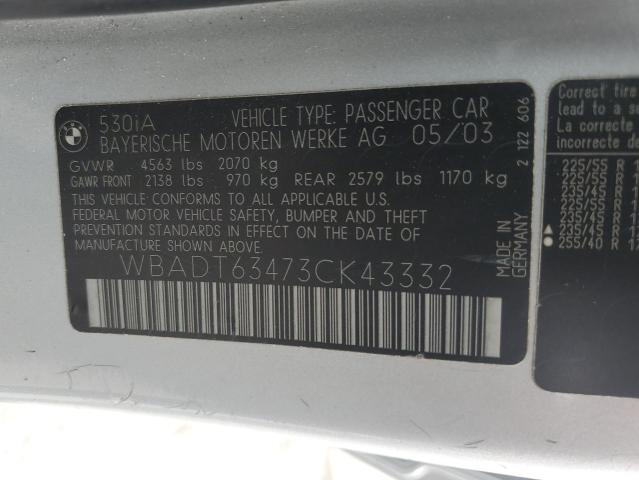 BMW
530iA VEHICLE TYPE: PASSENGER CAR
BAYERISCHE MOTOREN WERKE AG 05/03
GVWR 4563 lbs 2070 kg
GAWR FRONT 2138 lbs 970 kg REAR 2579 lbs 1170 kg
THIS VEHICLE CONFORMS TO ALL APPLICABLE U.S.
FEDERAL MOTOR VEHICLE SAFETY, BUMPER AND THEFT
PREVENTION STANDARDS IN EFFECT ON THE DATE OF
MANUFACTURE SHOWN ABOVE.
WBADT63473CK43332
2 122 606
MADE IN
GERMANY
Correct tire
lead to a
La correcte
incorrecte
225/55 R
225/55 R
235/45 R
225/55 R
235/45 R
235/45 R
255/40 R